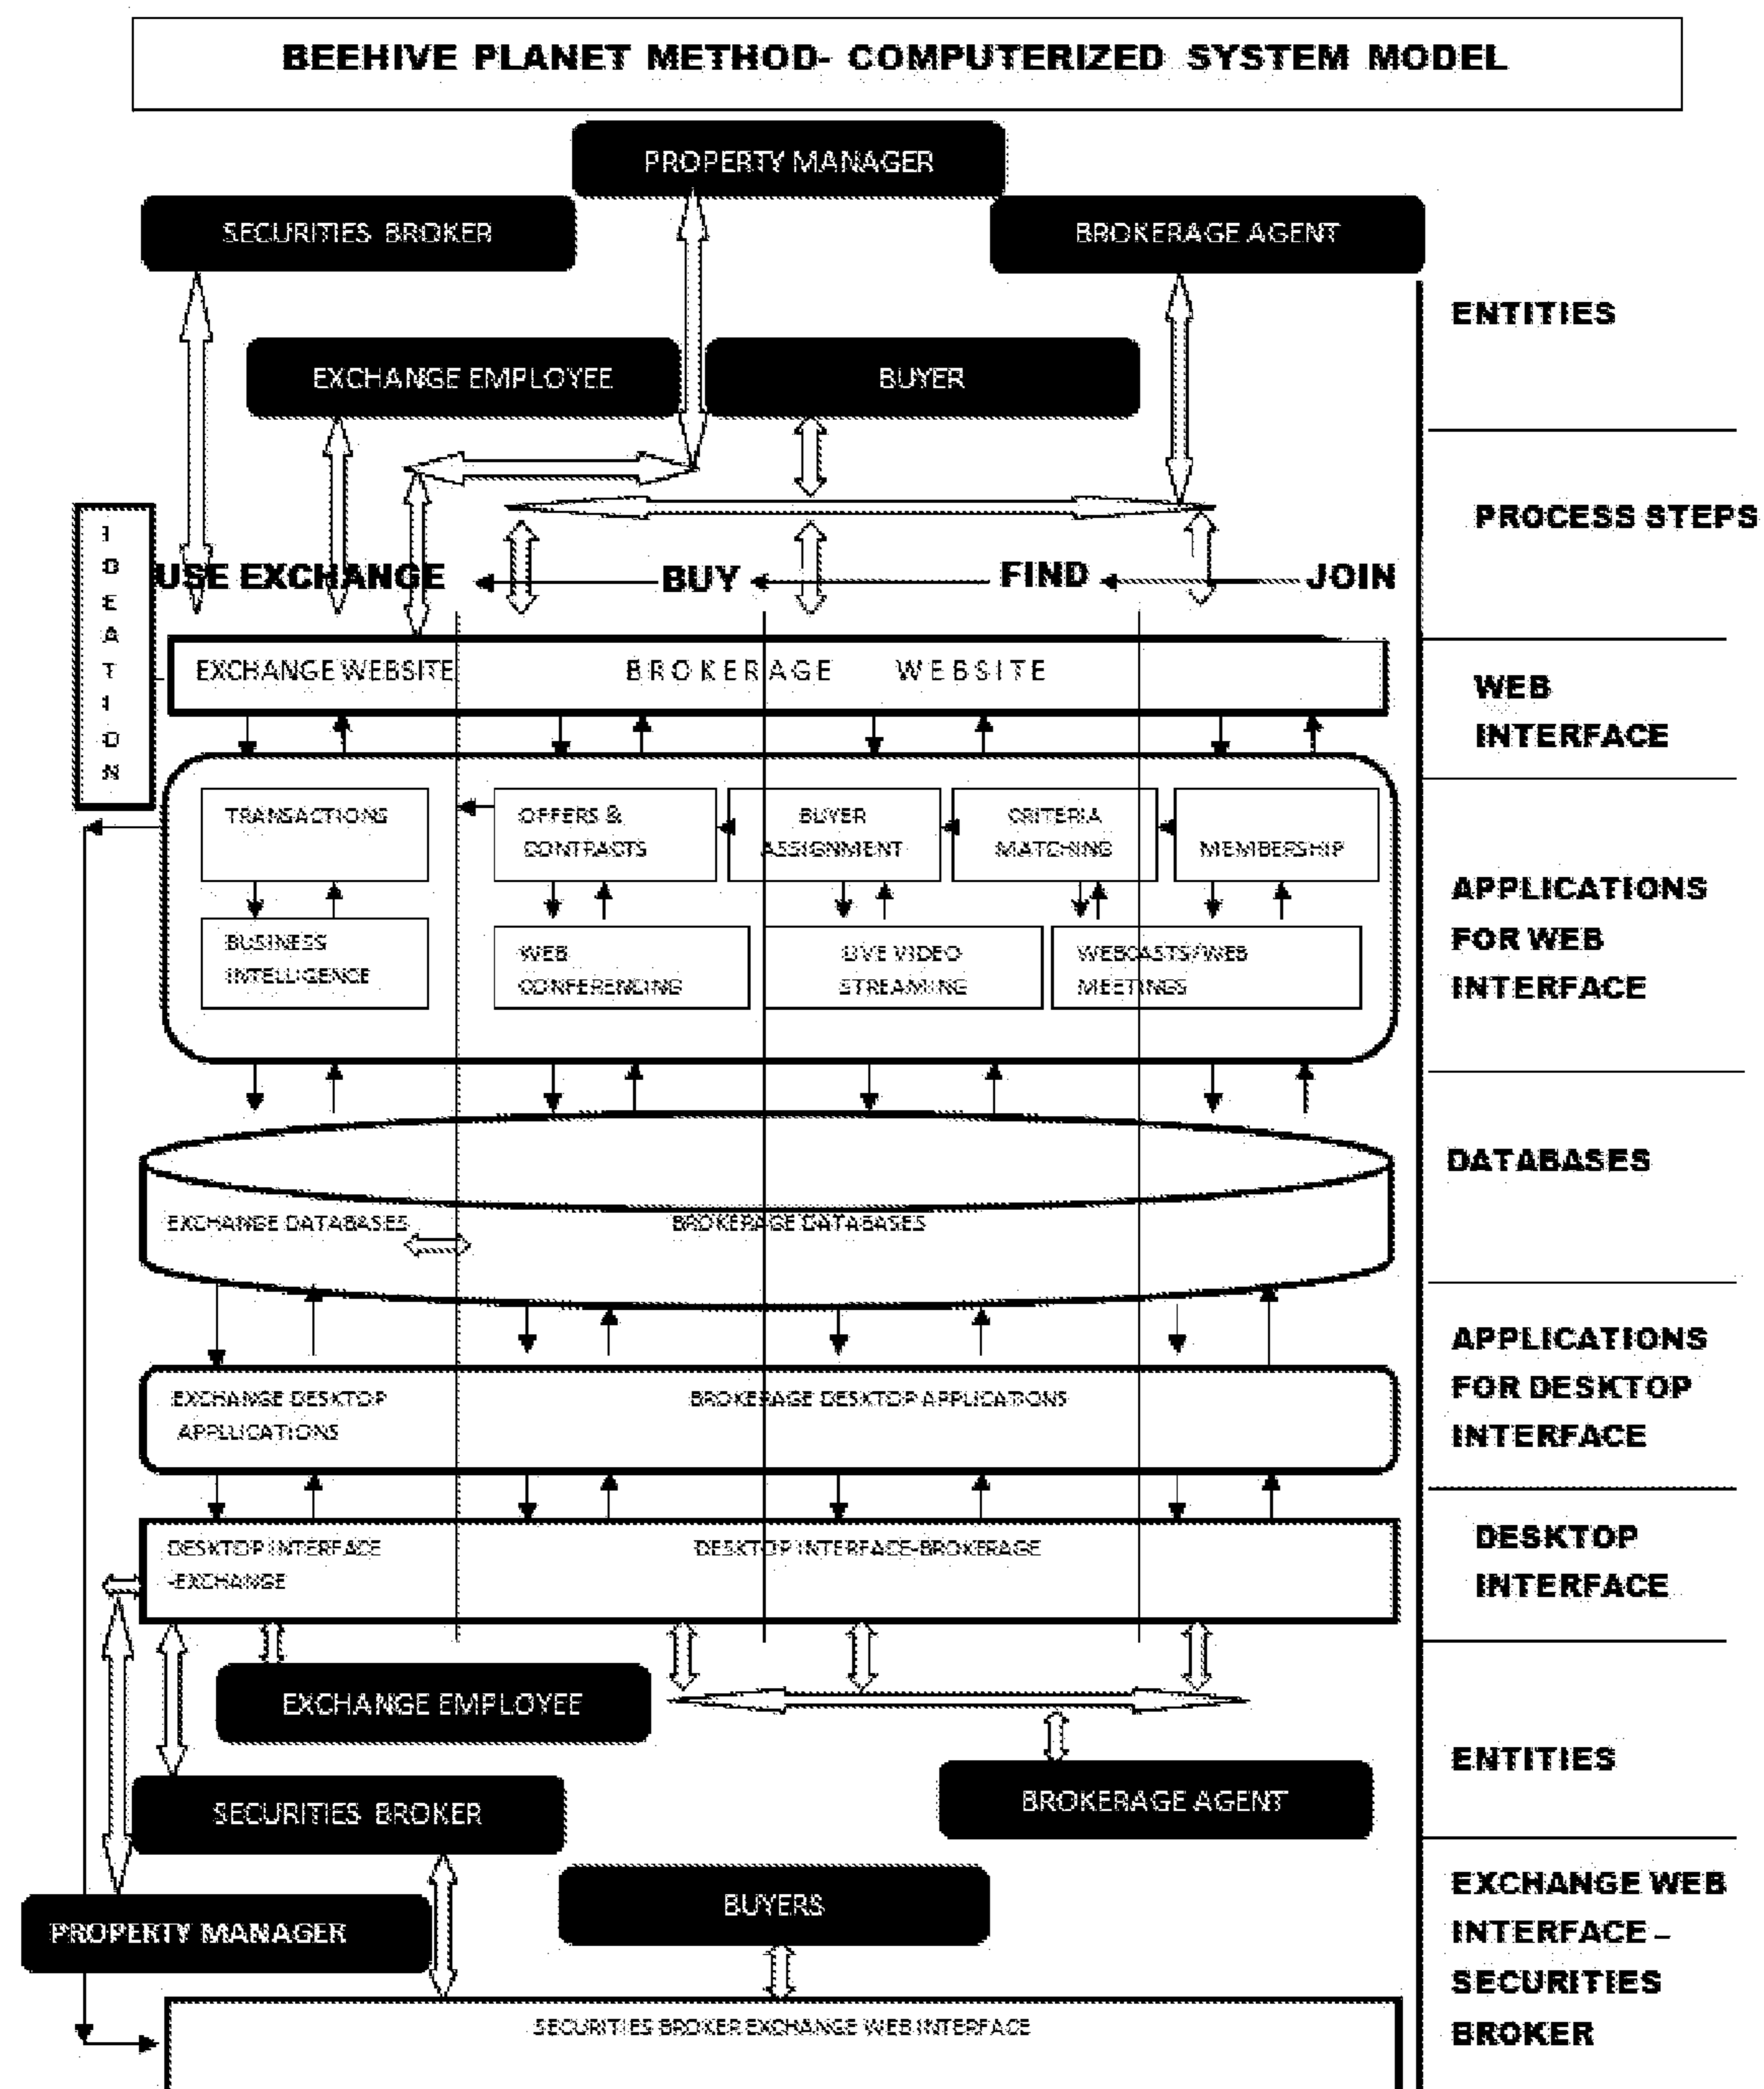 BEEHIVE PLANET METHOD- COMPUTERIZED SYSTEM MODEL
PROPERTY MANAGER
SECURITIES BROKER
BROKERAGE AGENT
ENTITIES
EXCHANGE EMPLOYEE
BUYER
PROCESS STEPS
IDEATION
USE EXCHANGE
BUY
FIND
JOIN
EXCHANGE WEBSITE
BROKERAGE WEBSITE
WEB
INTERFACE
TRANSACTIONS
OFFERS &
CONTRACTS
BUYER
ASSIGNMENT
CRITERIA
MATCHING
MEMBERSHIP
BUSINESS
INTELLIGENCE
WEB
CONFERENCING
LIVE VIDEO
STREAMING
WEBCASTS/WEB
MEETINGS
APPLICATIONS
FOR WEB
INTERFACE
DATABASES
EXCHANGE DATABASES
BROKERAGE DATABASES
EXCHANGE DESKTOP
APPLICATIONS
BROKERAGE DESKTOP APPLICATIONS
APPLICATIONS
FOR DESKTOP
INTERFACE
DESKTOP INTERFACE
-EXCHANGE
DESKTOP INTERFACE-BROKERAGE
DESKTOP
INTERFACE
EXCHANGE EMPLOYEE
ENTITIES
SECURITIES BROKER
BROKERAGE AGENT
BUYERS
PROPERTY MANAGER
EXCHANGE WEB
INTERFACE –
SECURITIES
BROKER
SECURITIES BROKER EXCHANGE WEB INTERFACE